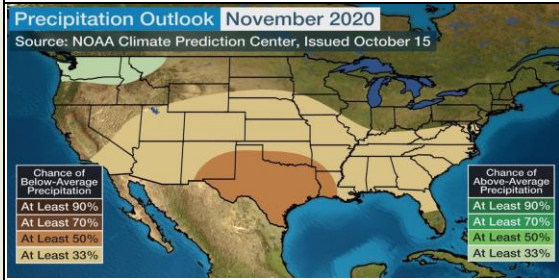 Precipitation Outlook November 2020
Source: NOAA Climate Prediction Center, Issued October 15
Chance of
Below-Average
Precipitation
At Least 90%
At Least 70%
At Least 50%
At Least 33%
Chance of
Above-Average
Precipitation
At Least 90%
At Least 70%
At Least 50%
At Least 33%